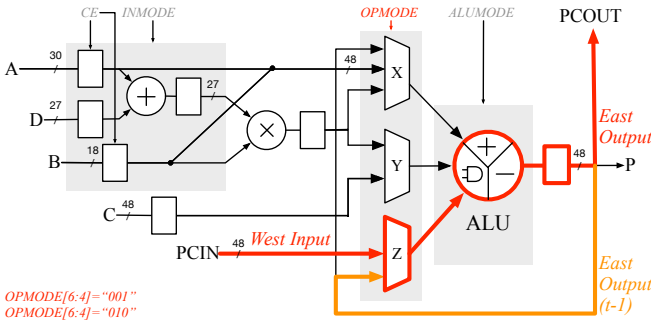 CE INMODE OPMODE ALUMODE PCOUT
A 30 48 X
D 27 27
East
Output
B 18 48 P
Y
C 48
ALU
PCIN 48 West Input Z
East
Output
(t-1)
OPMODE[6:4]="001"
OPMODE[6:4]="010"